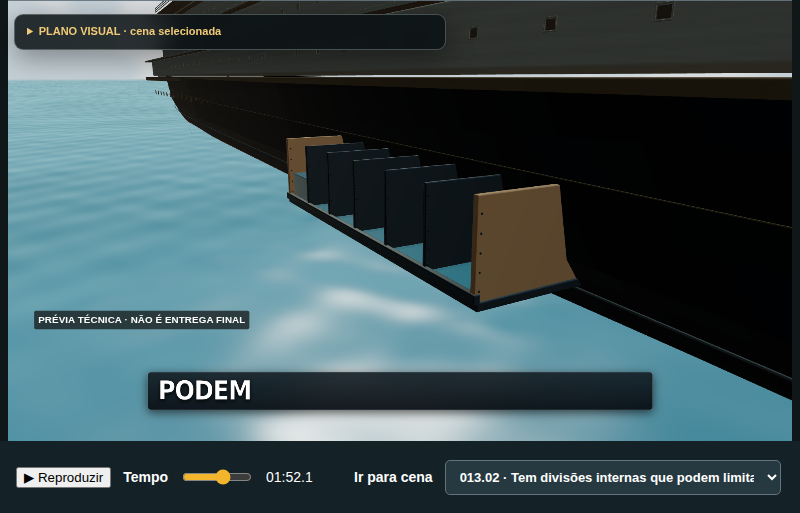 ▶ PLANO VISUAL · cena selecionada
PRÉVIA TÉCNICA · NÃO É ENTREGA FINAL
PODEM
▶ Reproduzir Tempo 01:52.1 Ir para cena 013.02 · Tem divisões internas que podem limita